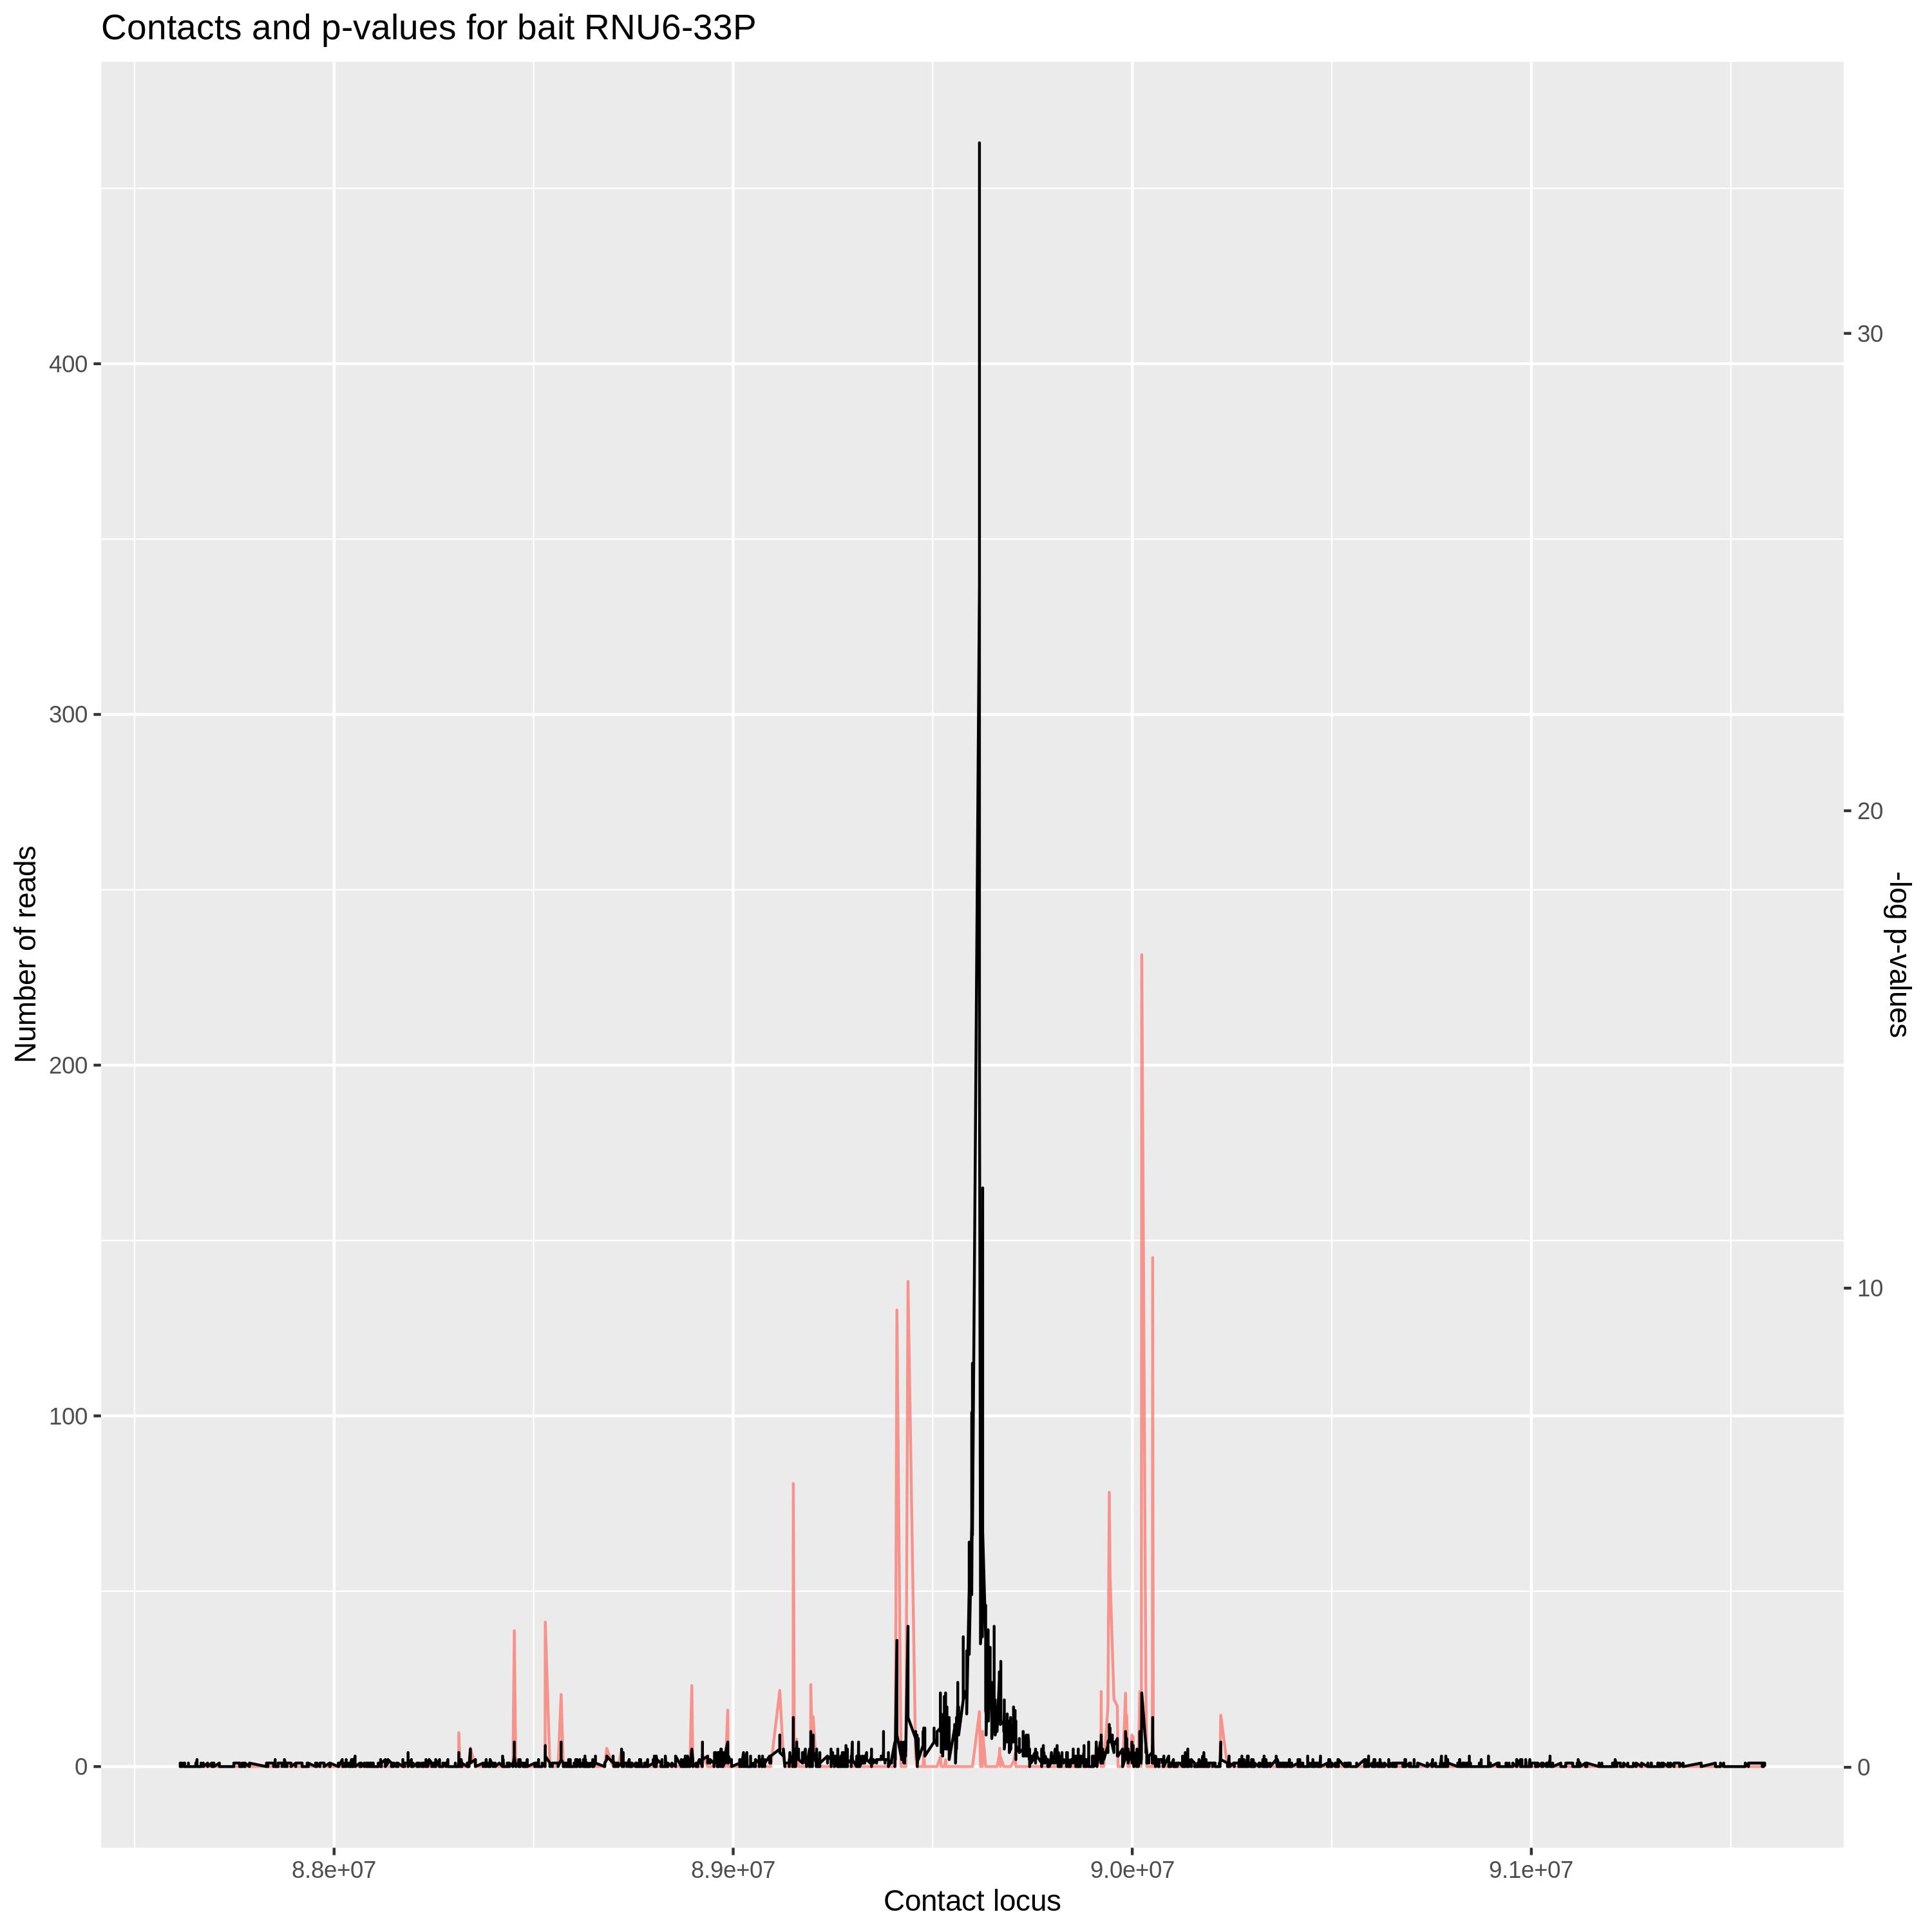 Contacts and p-values for bait RNU6-33P
400
300
200
100
0
30
20
10
0
Number of reads
-log p-values
8.8e+07
8.9e+07
9.0e+07
9.1e+07
Contact locus